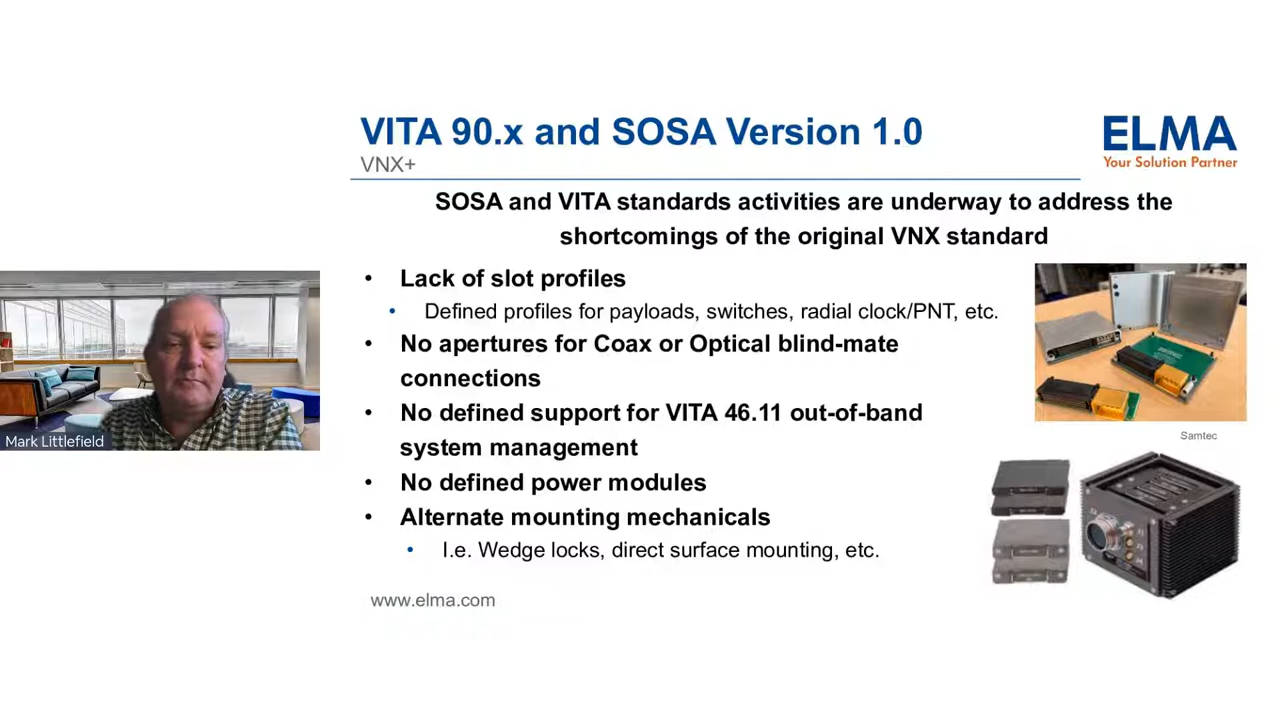 VITA 90.x and SOSA Version 1.0
VNX+
ELMA
Your Solution Partner
SOSA and VITA standards activities are underway to address the
shortcomings of the original VNX standard
• Lack of slot profiles
• Defined profiles for payloads, switches, radial clock/PNT, etc.
• No apertures for Coax or Optical blind-mate
connections
• No defined support for VITA 46.11 out-of-band
system management
• No defined power modules
• Alternate mounting mechanicals
• I.e. Wedge locks, direct surface mounting, etc.
Samtec
Mark Littlefield
www.elma.com